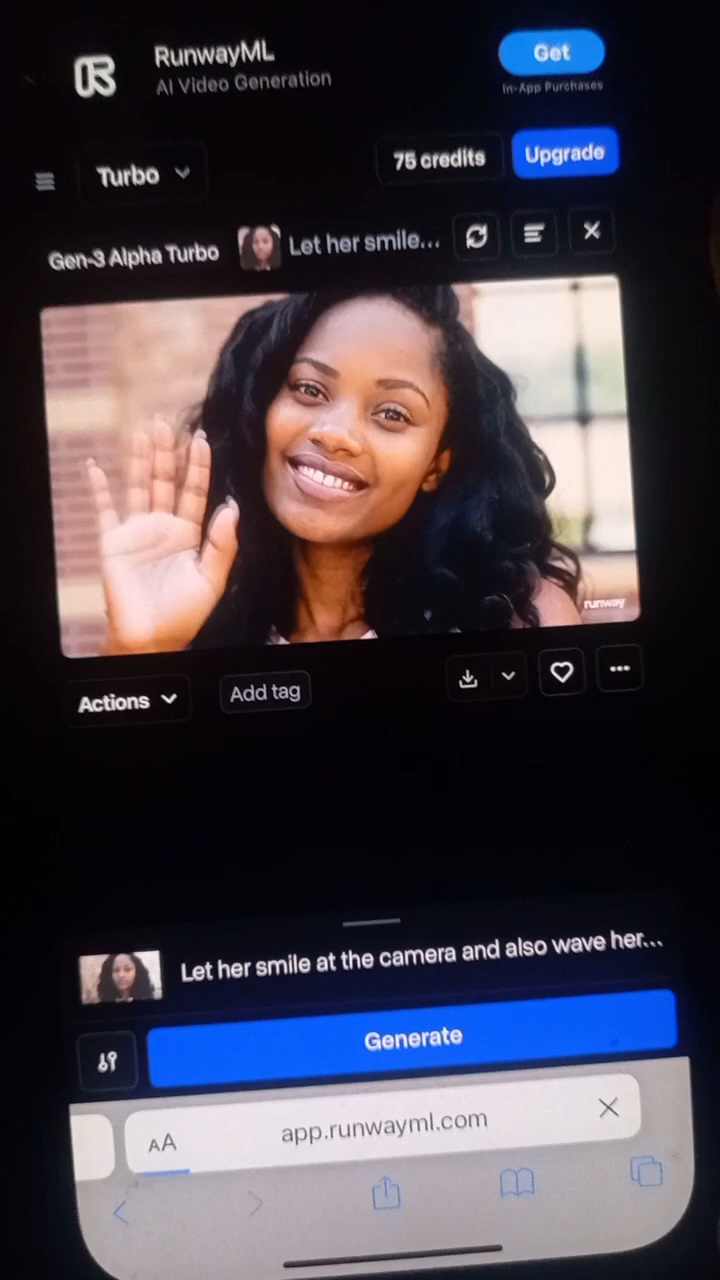 RunwayML
Get
AI Video Generation
In-App Purchases
Turbo
75 credits
Upgrade
Gen-3 Alpha Turbo
Let her smile...
runway
Actions
Add tag
Let her smile at the camera and also wave her...
Generate
AA
app.runwayml.com